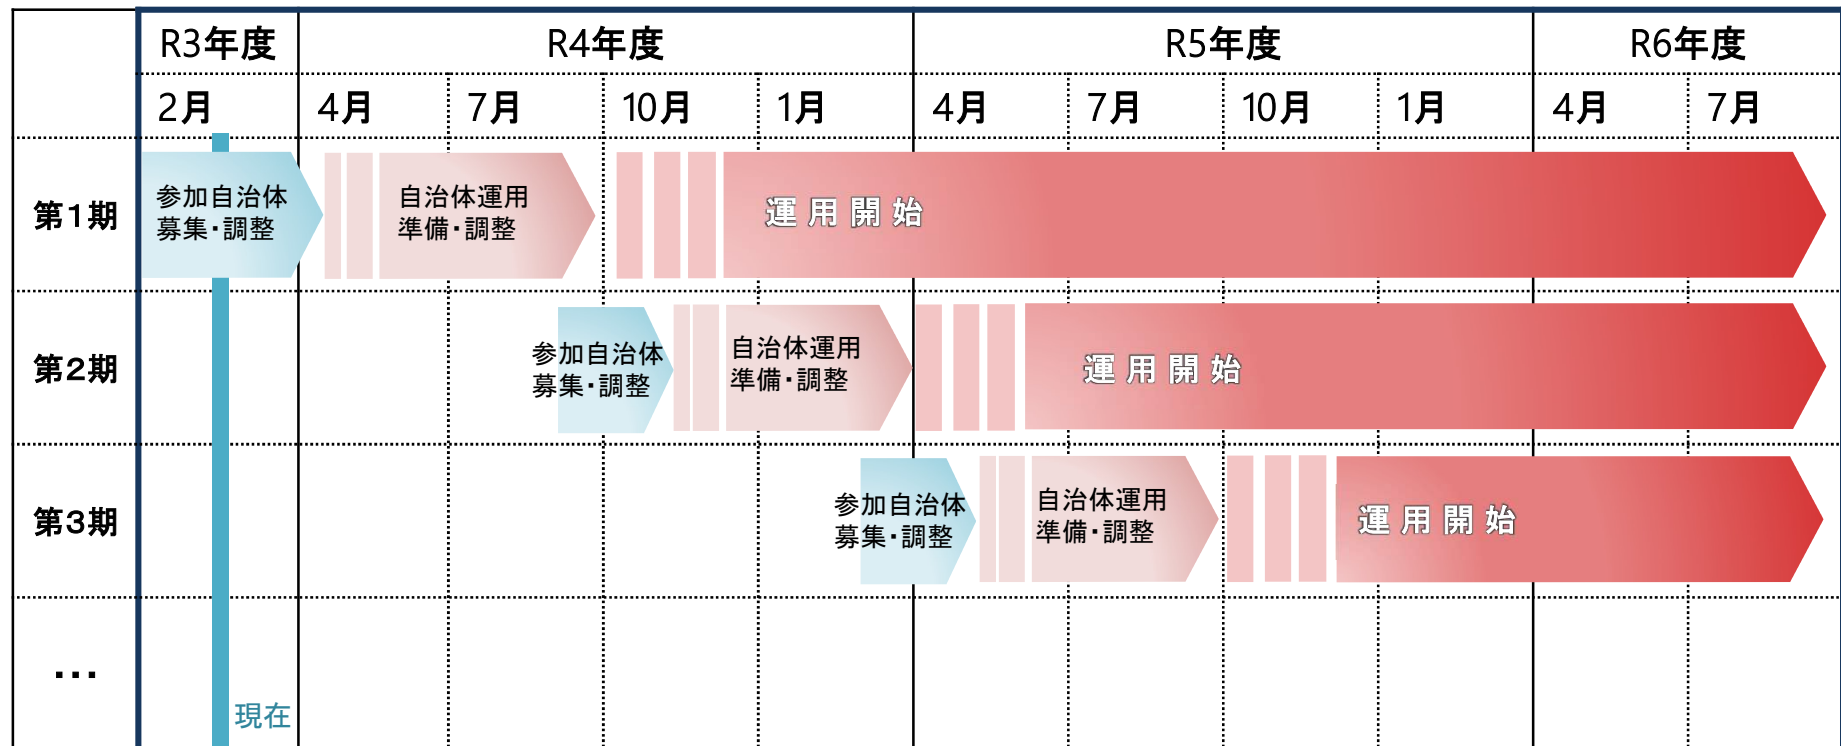 R3年度 R4年度 R5年度 R6年度
2月 4月 7月 10月 1月 4月 7月 10月 1月 4月 7月
第1期
参加自治体
募集・調整
自治体運用
準備・調整
運用開始
第2期
参加自治体
募集・調整
自治体運用
準備・調整
運用開始
第3期
参加自治体
募集・調整
自治体運用
準備・調整
運用開始
…
現在